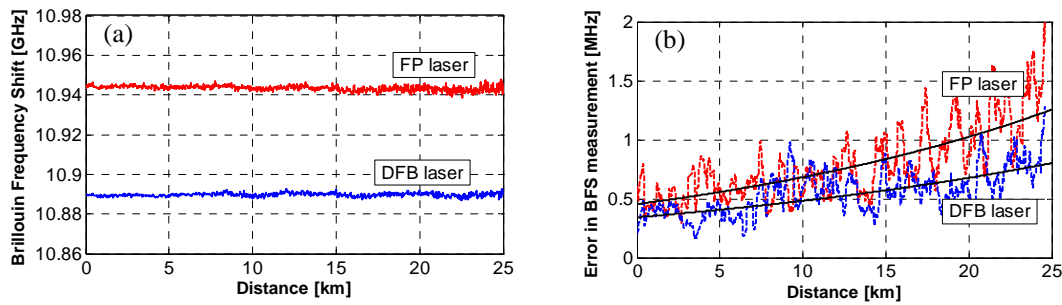 (a)
Brillouin Frequency Shift [GHz]
10.98
10.96
10.94
10.92
10.9
10.88
10.86
FP laser
DFB laser
0 5 10 15 20 25
Distance [km]
(b)
Error in BFS measurement [MHz]
2
1.5
1
0.5
0
FP laser
DFB laser
0 5 10 15 20 25
Distance [km]